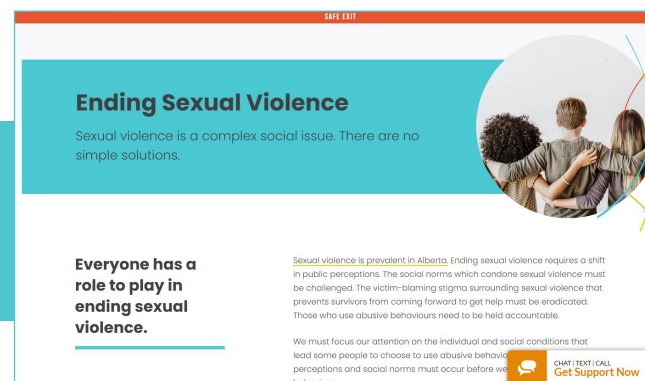 SAFE EXIT
Ending Sexual Violence
Sexual violence is a complex social issue. There are no
simple solutions.
Everyone has a
role to play in
ending sexual
violence.
Sexual violence is prevalent in Alberta. Ending sexual violence requires a shift
in public perceptions. The social norms which condone sexual violence must
be challenged. The victim-blaming stigma surrounding sexual violence that
prevents survivors from coming forward to get help must be eradicated.
Those who use abusive behaviours need to be held accountable.
We must focus our attention on the individual and social conditions that
lead some people to choose to use abusive
perceptions and social norms must occur before we
CHAT | TEXT | CALL
Get Support Now